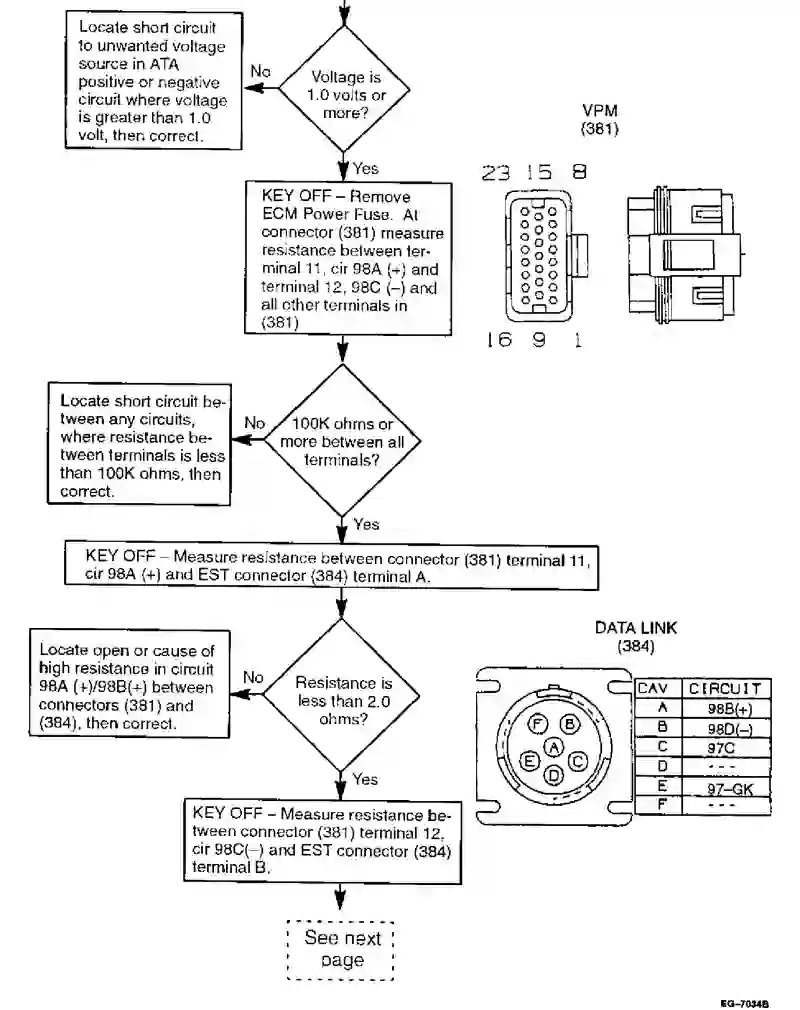 Locate short circuit
to unwanted voltage
source in ATA
positive or negative
circuit where voltage
is greater than 1.0
volt, then correct.
No
Voltage is
1.0 volts or
more?
Yes
VPM
(381)
23 15 8
16 9 1
KEY OFF – Remove
ECM Power Fuse. At
connector (381) measure
resistance between ter-
minal 11, cir 98A (+) and
terminal 12, 98C (–) and
all other terminals in
(381)
Locate short circuit be-
tween any circuits,
where resistance be-
tween terminals is less
than 100K ohms, then
correct.
No
100K ohms or
more between all
terminals?
Yes
KEY OFF – Measure resistance between connector (381) terminal 11,
cir 98A (+) and EST connector (384) terminal A.
Locate open or cause of
high resistance in circuit
98A (+)/98B(+) between
connectors (381) and
(384), then correct.
No
Resistance is
less than 2.0
ohms?
Yes
DATA LINK
(384)
F B
A
E C
D
CAV CIRCUIT
A 98B(+)
B 98D(–)
C 97C
D - - -
E 97–GK
F - - -
KEY OFF – Measure resistance be-
tween connector (381) terminal 12,
cir 98C(–) and EST connector (384)
terminal B.
See next
page
EG–7034B